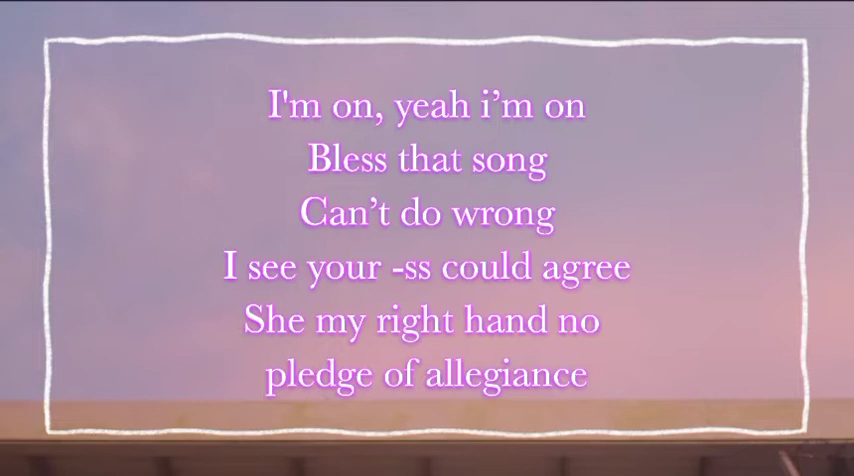 I'm on, yeah i’m on
Bless that song
Can’t do wrong
I see your -ss could agree
She my right hand no
pledge of allegiance